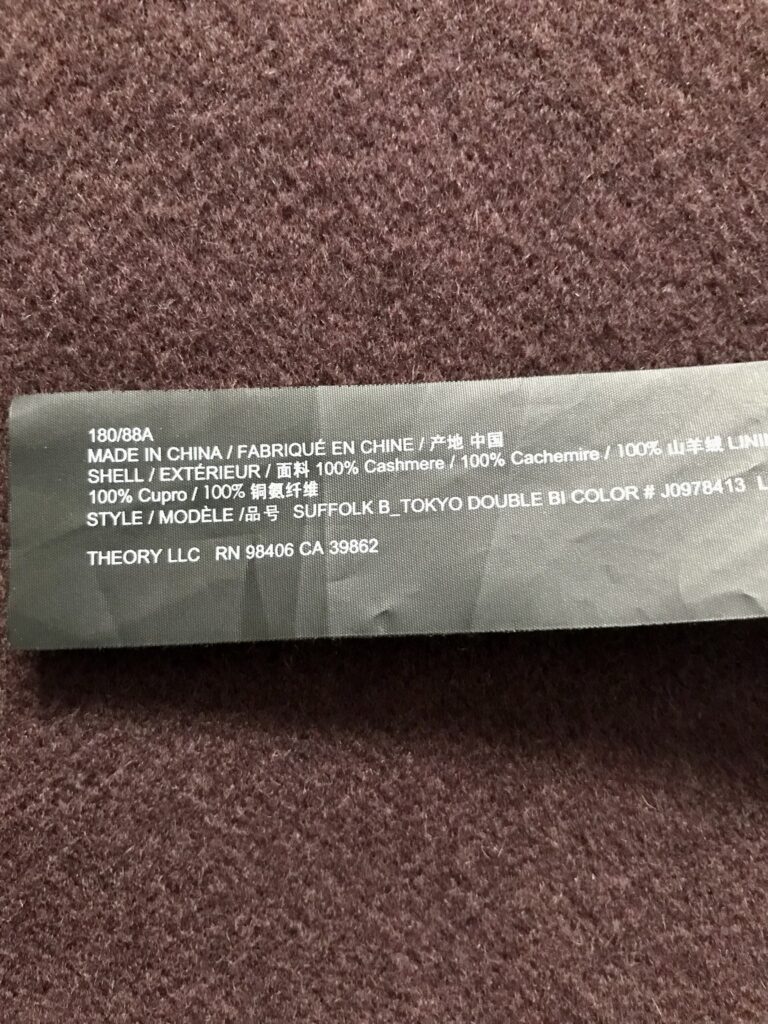 180/88A
MADE IN CHINA / FABRIQUÉ EN CHINE / 产地 中国
SHELL / EXTÉRIEUR / 面料 100% Cashmere / 100% Cachemire / 100% 山羊绒 LININ
100% Cupro / 100% 铜氨纤维
STYLE / MODÈLE /品号 SUFFOLK B_TOKYO DOUBLE BI COLOR # J0978413 L
THEORY LLC RN 98406 CA 39862